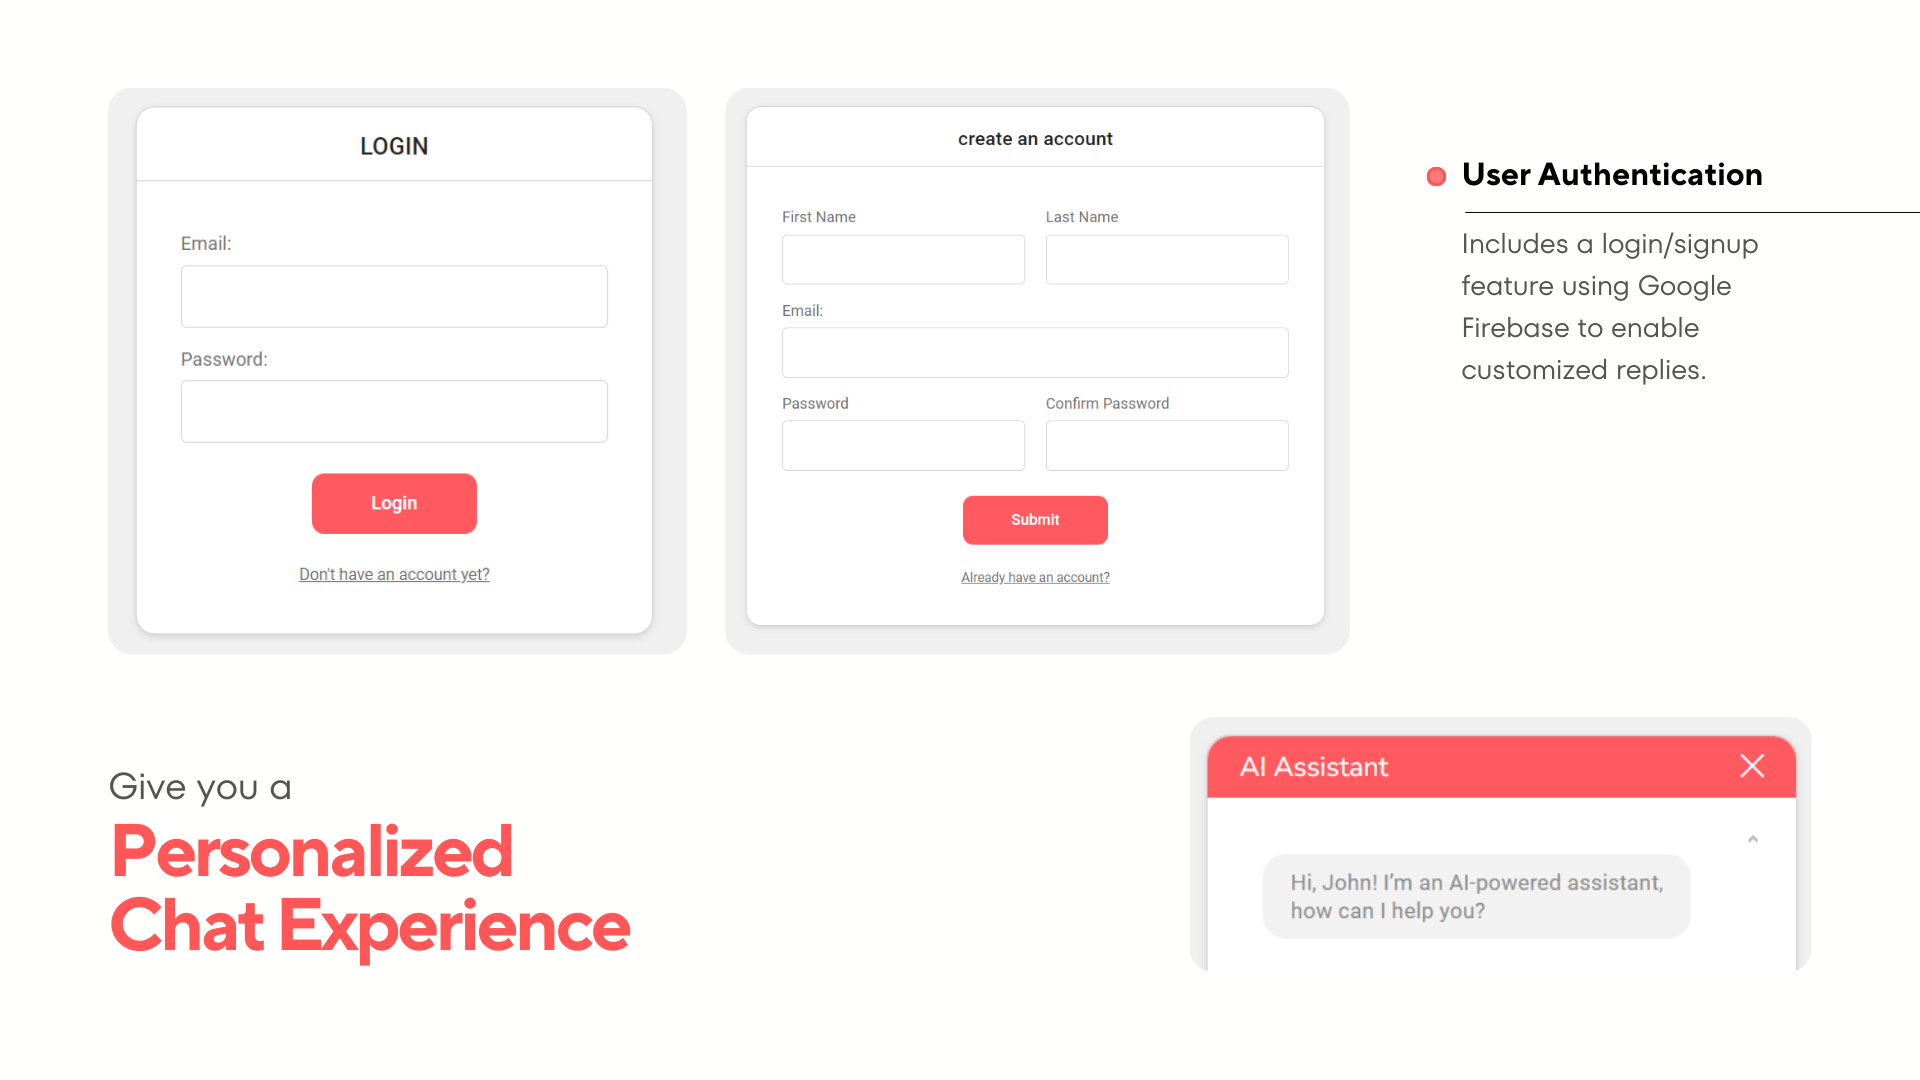 LOGIN
Email:
Password:
Login
Don't have an account yet?
create an account
First Name
Last Name
Email:
Password
Confirm Password
Submit
Already have an account?
User Authentication
Includes a login/signup
feature using Google
Firebase to enable
customized replies.
Give you a
Personalized
Chat Experience
AI Assistant
Hi, John! I'm an AI-powered assistant,
how can I help you?